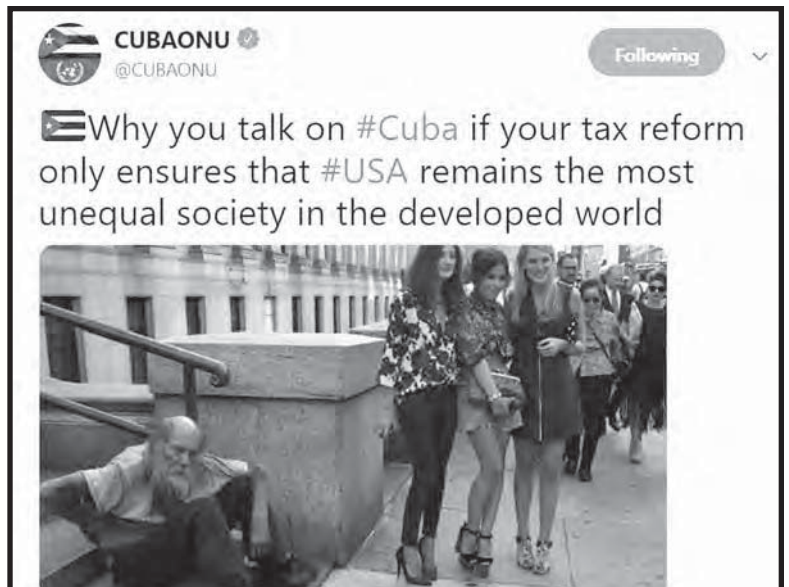 CUBAONU
@CUBAONU
Following
Why you talk on #Cuba if your tax reform
only ensures that #USA remains the most
unequal society in the developed world